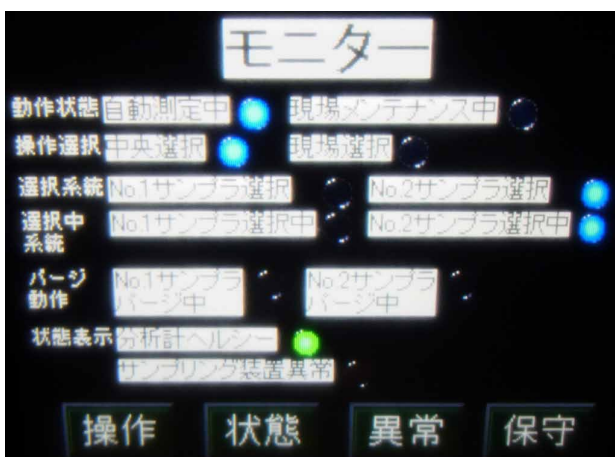 モニター
動作状態 自動測定中 現場メンテナンス中
操作選択 中央選択 現場選択
選択系統 No.1サンプラ選択 No.2サンプラ選択
選択中 No.1サンプラ選択中 No.2サンプラ選択中
系統
パージ No.1サンプラ No.2サンプラ
動作 パージ中 パージ中
状態表示 分析計ヘルシー
サンプリング装置異常
操作 状態 異常 保守